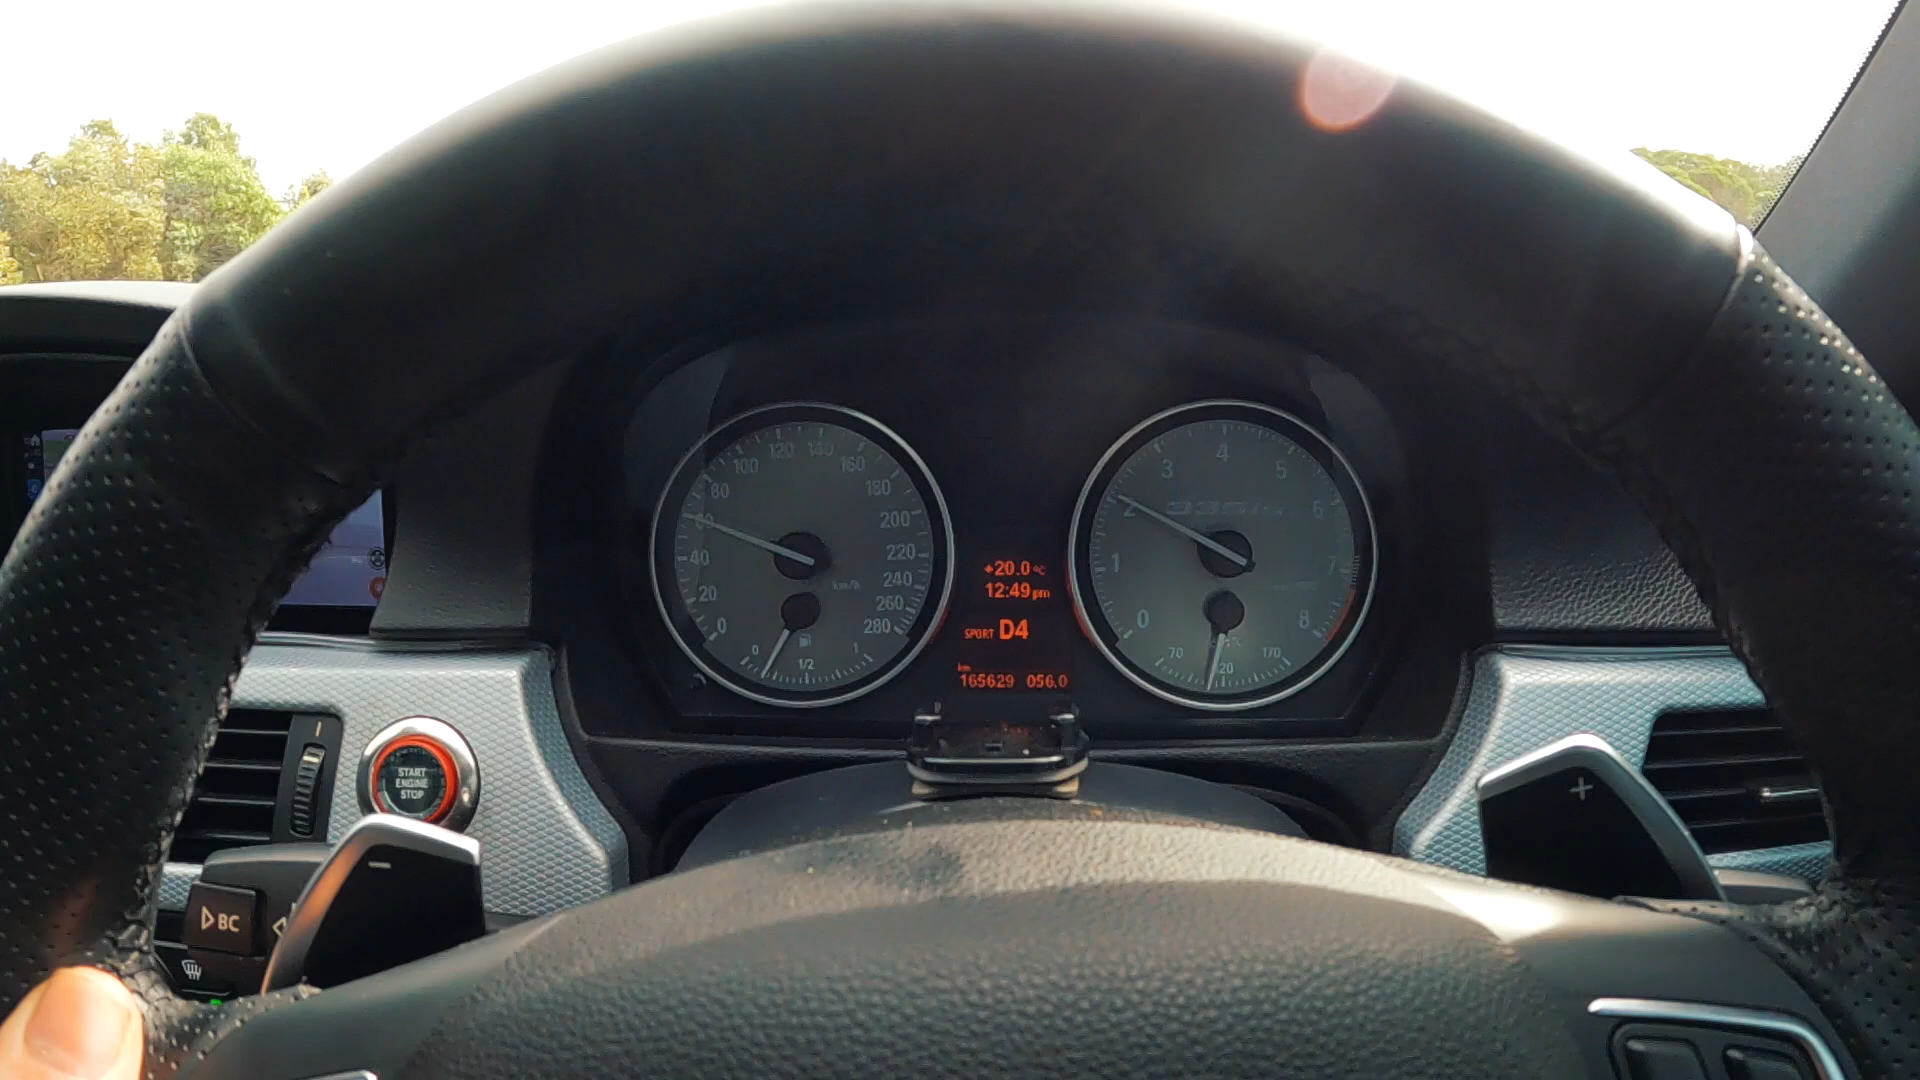 100 120 140 160
80 180
60 200
40 220
20 240
0 260
280
km/h
0 1/2 1
+20.0 °C
12:49 pm
SPORT D4
km
165629 056.0
3 4 5
2 6
1 7
0 8
70 120 170
START
ENGINE
STOP
BC
−
+